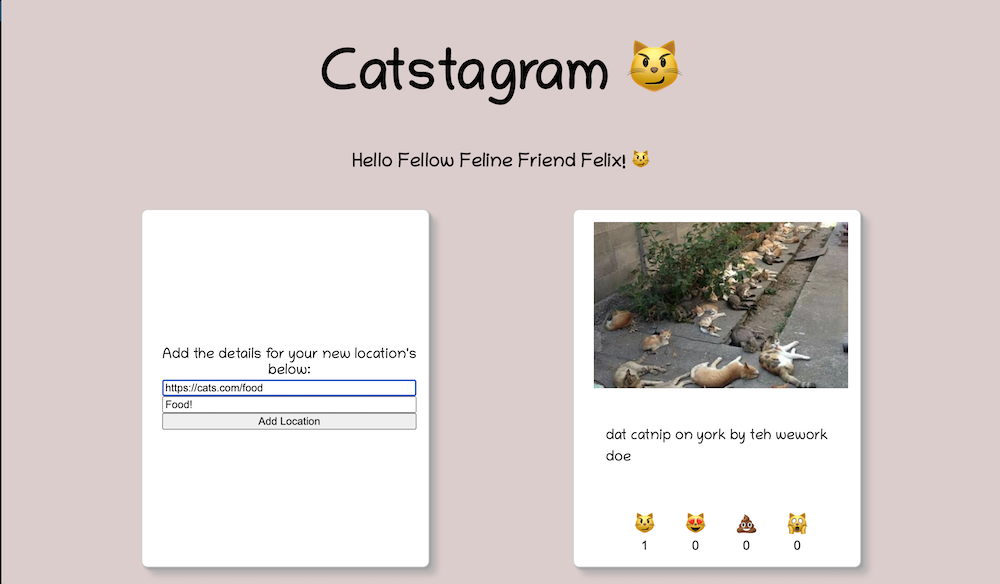 Catstagram 😼
Hello Fellow Feline Friend Felix! 😼
Add the details for your new location's
below:
https://cats.com/food
Food!
Add Location
dat catnip on york by teh wework
doe
😼 😻 💩 🙀
1 0 0 0